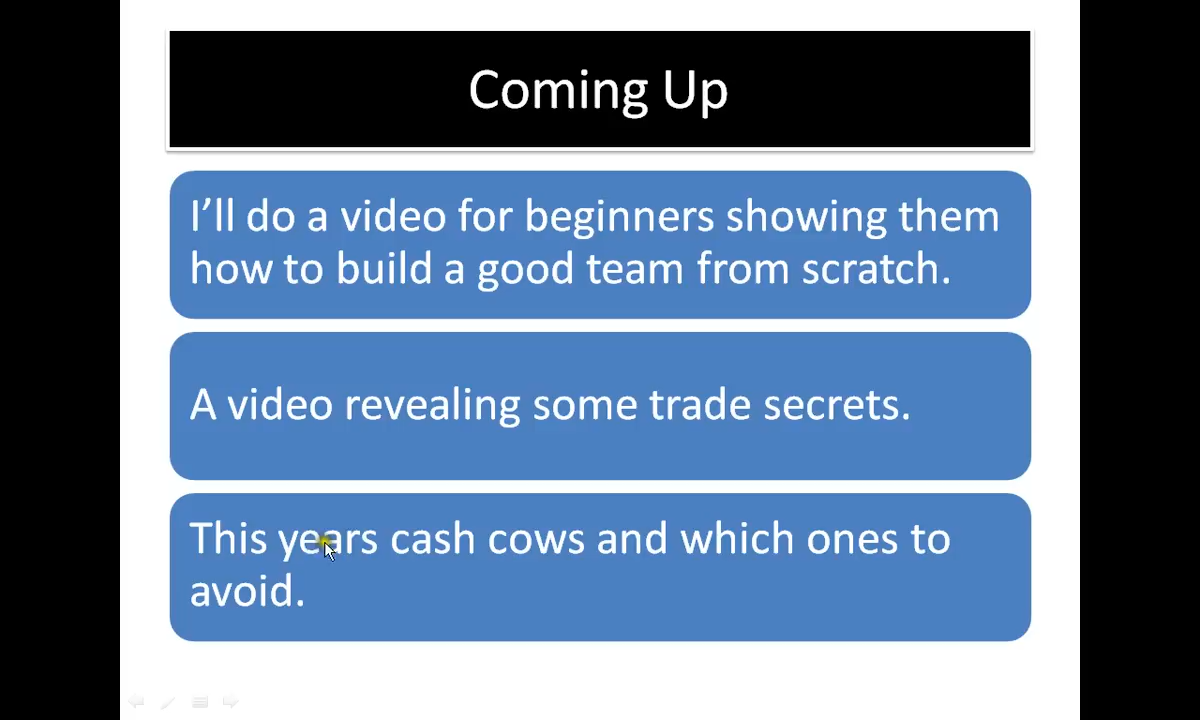 Coming Up
I’ll do a video for beginners showing them
how to build a good team from scratch.
A video revealing some trade secrets.
This years cash cows and which ones to
avoid.